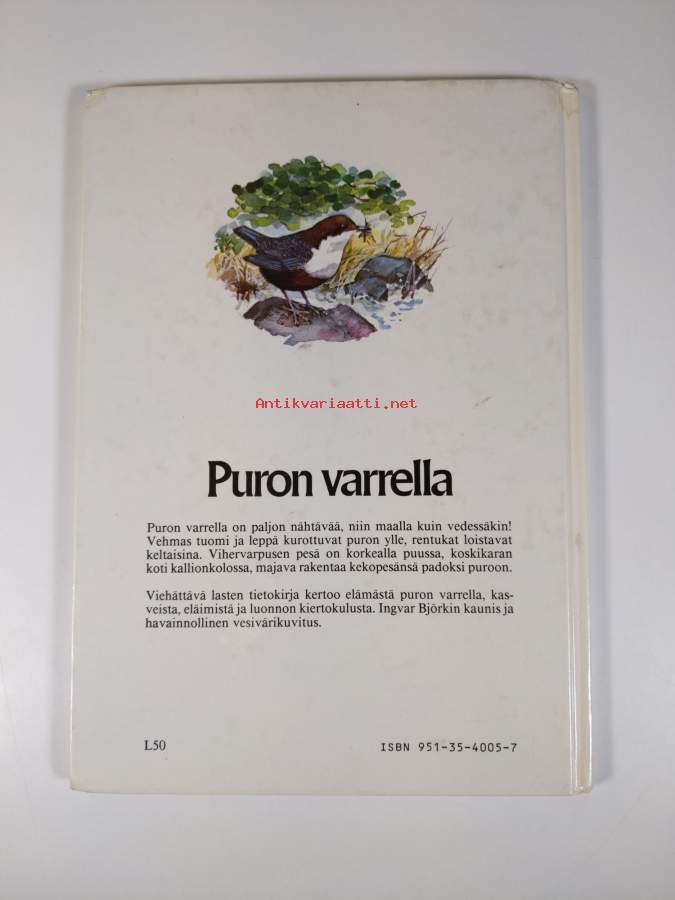 Antikvariaatti.net
Puron varrella
Puron varrella on paljon nähtävää, niin maalla kuin vedessäkin!
Vehmas tuomi ja leppä kurottuvat puron ylle, rentukat loistavat
keltaisina. Vihervarpusen pesä on korkealla puussa, koskikaran
koti kallionkolossa, majava rakentaa kekopesänsä padoksi puroon.
Viehättävä lasten tietokirja kertoo elämästä puron varrella, kas-
veista, eläimistä ja luonnon kiertokulusta. Ingvar Björkin kaunis ja
havainnollinen vesivärikuvitus.
L50
ISBN 951-35-4005-7